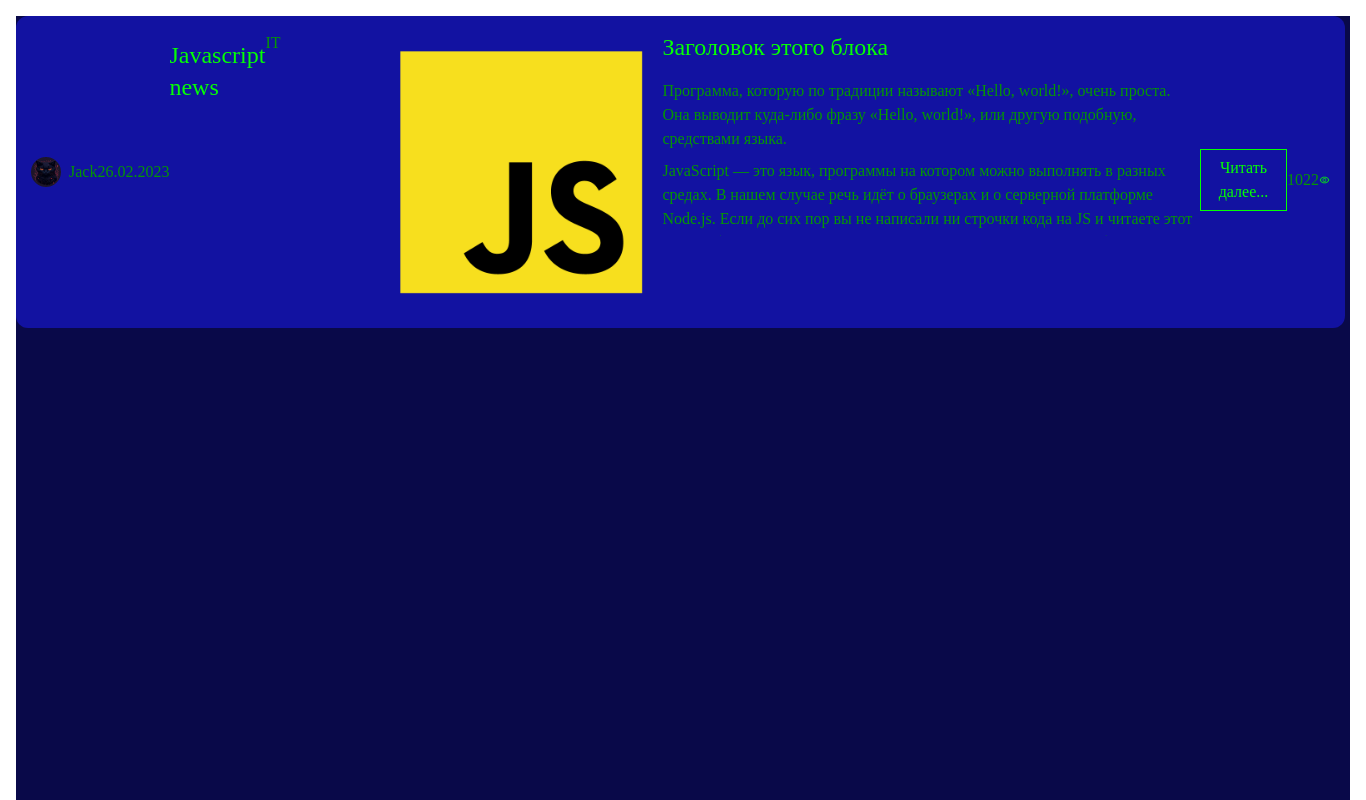 Jack26.02.2023
Javascript
news
IT
JS
Заголовок этого блока
Программа, которую по традиции называют «Hello, world!», очень проста.
Она выводит куда-либо фразу «Hello, world!», или другую подобную,
средствами языка.
JavaScript — это язык, программы на котором можно выполнять в разных
средах. В нашем случае речь идёт о браузерах и о серверной платформе
Node.js. Если до сих пор вы не написали ни строчки кода на JS и читаете этот
Читать
далее...
1022